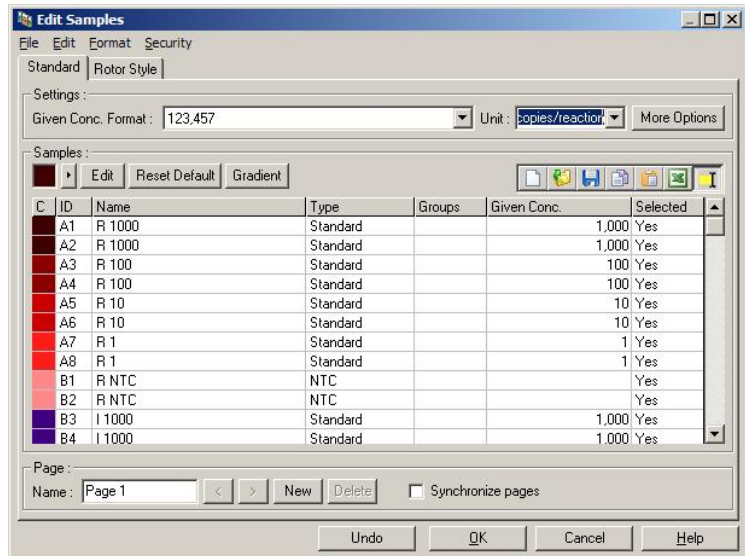 Edit Samples
File Edit Format Security
Standard Rotor Style
Settings :
Given Conc. Format : 123,457 Unit : copies/reaction More Options
Samples :
Edit Reset Default Gradient
C ID Name Type Groups Given Conc. Selected
A1 R 1000 Standard 1,000 Yes
A2 R 1000 Standard 1,000 Yes
A3 R 100 Standard 100 Yes
A4 R 100 Standard 100 Yes
A5 R 10 Standard 10 Yes
A6 R 10 Standard 10 Yes
A7 R 1 Standard 1 Yes
A8 R 1 Standard 1 Yes
B1 R NTC NTC Yes
B2 R NTC NTC Yes
B3 I 1000 Standard 1,000 Yes
B4 I 1000 Standard 1,000 Yes
Page :
Name : Page 1 < > New Delete Synchronize pages
Undo OK Cancel Help